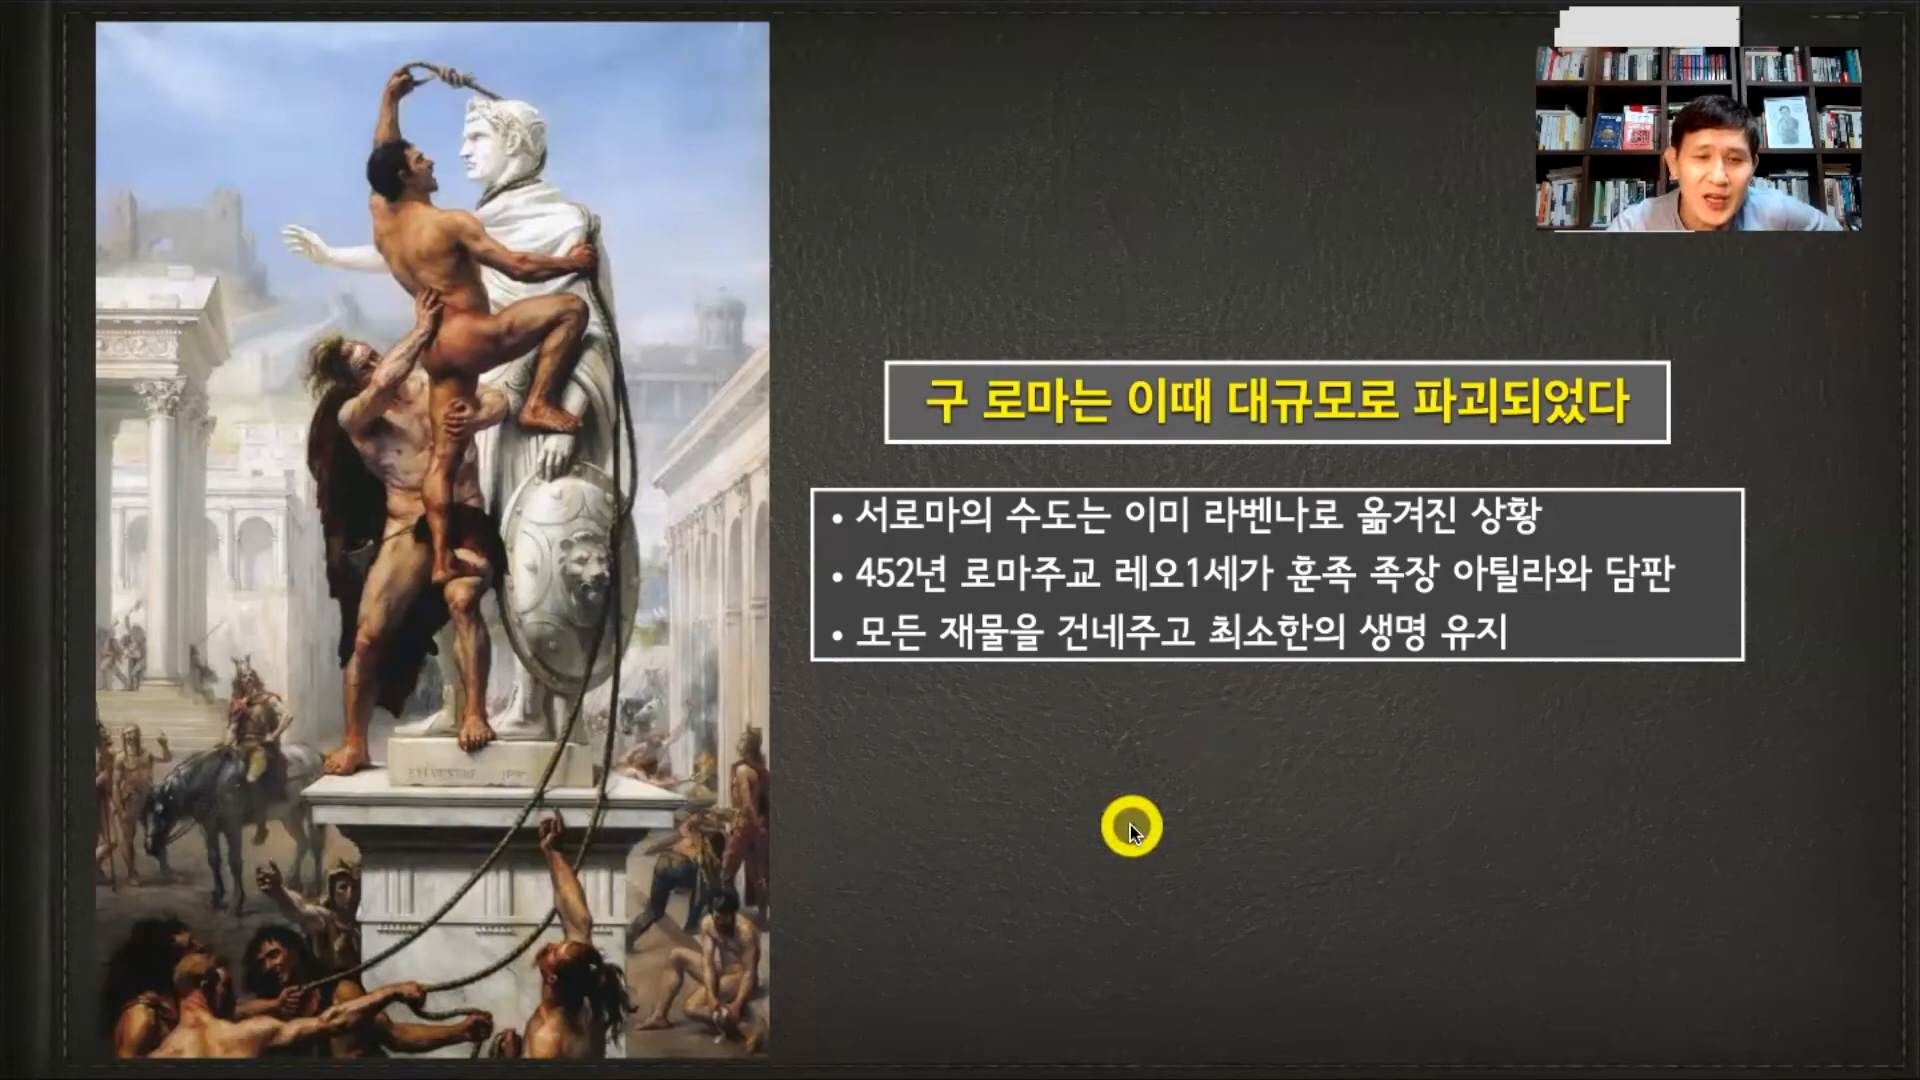 구 로마는 이때 대규모로 파괴되었다
• 서로마의 수도는 이미 라벤나로 옮겨진 상황
• 452년 로마주교 레오1세가 훈족 족장 아틸라와 담판
• 모든 재물을 건네주고 최소한의 생명 유지